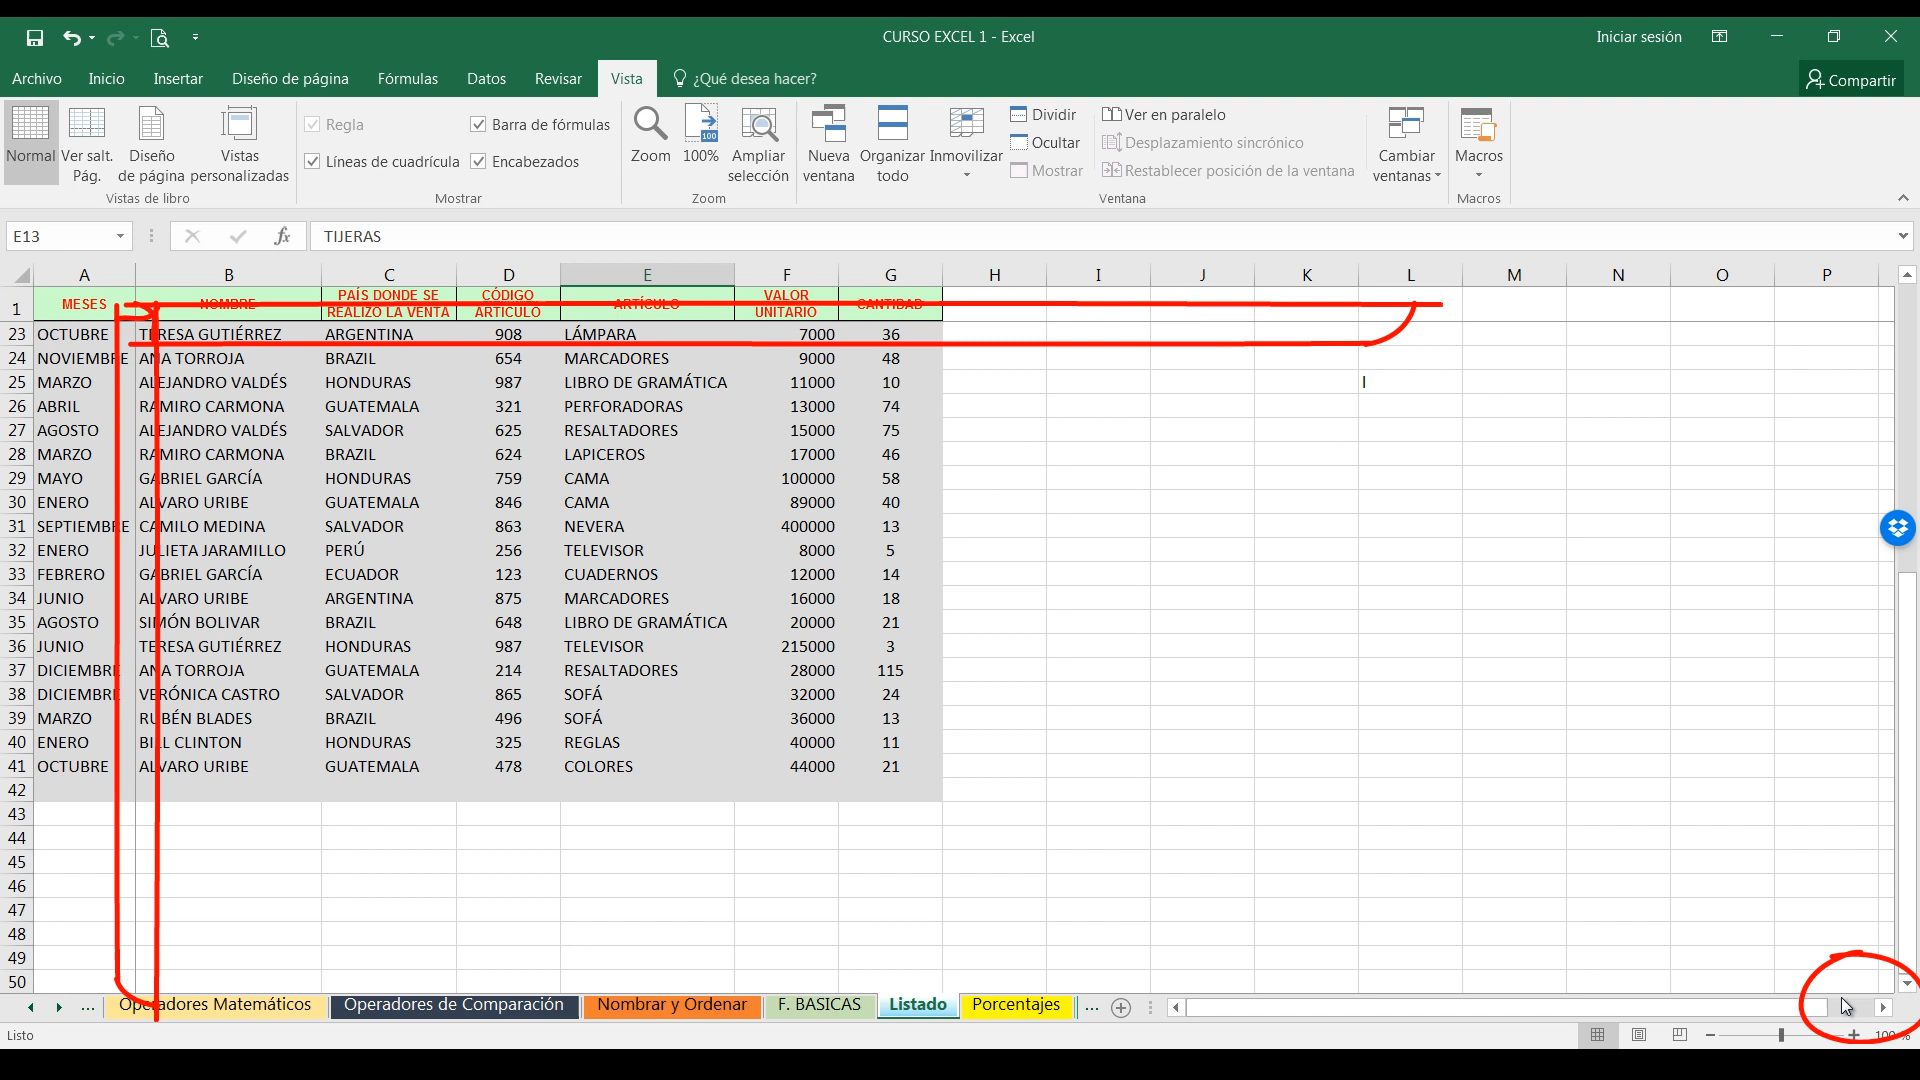 CURSO EXCEL 1 - Excel
Iniciar sesión
Archivo Inicio Insertar Diseño de página Fórmulas Datos Revisar Vista ¿Qué desea hacer? Compartir
Normal Ver salt. Pág. Diseño de página Vistas personalizadas
Vistas de libro
Regla Barra de fórmulas
Líneas de cuadrícula Encabezados
Mostrar
Zoom 100 100% Ampliar selección
Zoom
Nueva ventana Organizar todo Inmovilizar
Dividir Ver en paralelo
Ocultar Desplazamiento sincrónico
Mostrar Restablecer posición de la ventana
Cambiar ventanas
Ventana
Macros
Macros
E13 fx TIJERAS
A B C D E F G H I J K L M N O P
1 MESES NOMBRE PAÍS DONDE SE REALIZO LA VENTA CÓDIGO ARTICULO ARTÍCULO VALOR UNITARIO CANTIDAD
23 OCTUBRE TERESA GUTIÉRREZ ARGENTINA 908 LÁMPARA 7000 36
24 NOVIEMBRE ANA TORROJA BRAZIL 654 MARCADORES 9000 48
25 MARZO ALEJANDRO VALDÉS HONDURAS 987 LIBRO DE GRAMÁTICA 11000 10 I
26 ABRIL RAMIRO CARMONA GUATEMALA 321 PERFORADORAS 13000 74
27 AGOSTO ALEJANDRO VALDÉS SALVADOR 625 RESALTADORES 15000 75
28 MARZO RAMIRO CARMONA BRAZIL 624 LAPICEROS 17000 46
29 MAYO GABRIEL GARCÍA HONDURAS 759 CAMA 100000 58
30 ENERO ALVARO URIBE GUATEMALA 846 CAMA 89000 40
31 SEPTIEMBRE CAMILO MEDINA SALVADOR 863 NEVERA 400000 13
32 ENERO JULIETA JARAMILLO PERÚ 256 TELEVISOR 8000 5
33 FEBRERO GABRIEL GARCÍA ECUADOR 123 CUADERNOS 12000 14
34 JUNIO ALVARO URIBE ARGENTINA 875 MARCADORES 16000 18
35 AGOSTO SIMÓN BOLIVAR BRAZIL 648 LIBRO DE GRAMÁTICA 20000 21
36 JUNIO TERESA GUTIÉRREZ HONDURAS 987 TELEVISOR 215000 3
37 DICIEMBRE ANA TORROJA GUATEMALA 214 RESALTADORES 28000 115
38 DICIEMBRE VERÓNICA CASTRO SALVADOR 865 SOFÁ 32000 24
39 MARZO RUBÉN BLADES BRAZIL 496 SOFÁ 36000 13
40 ENERO BILL CLINTON HONDURAS 325 REGLAS 40000 11
41 OCTUBRE ALVARO URIBE GUATEMALA 478 COLORES 44000 21
42
43
44
45
46
47
48
49
50
... Operadores Matemáticos Operadores de Comparación Nombrar y Ordenar F. BASICAS Listado Porcentajes ...
Listo 100 %